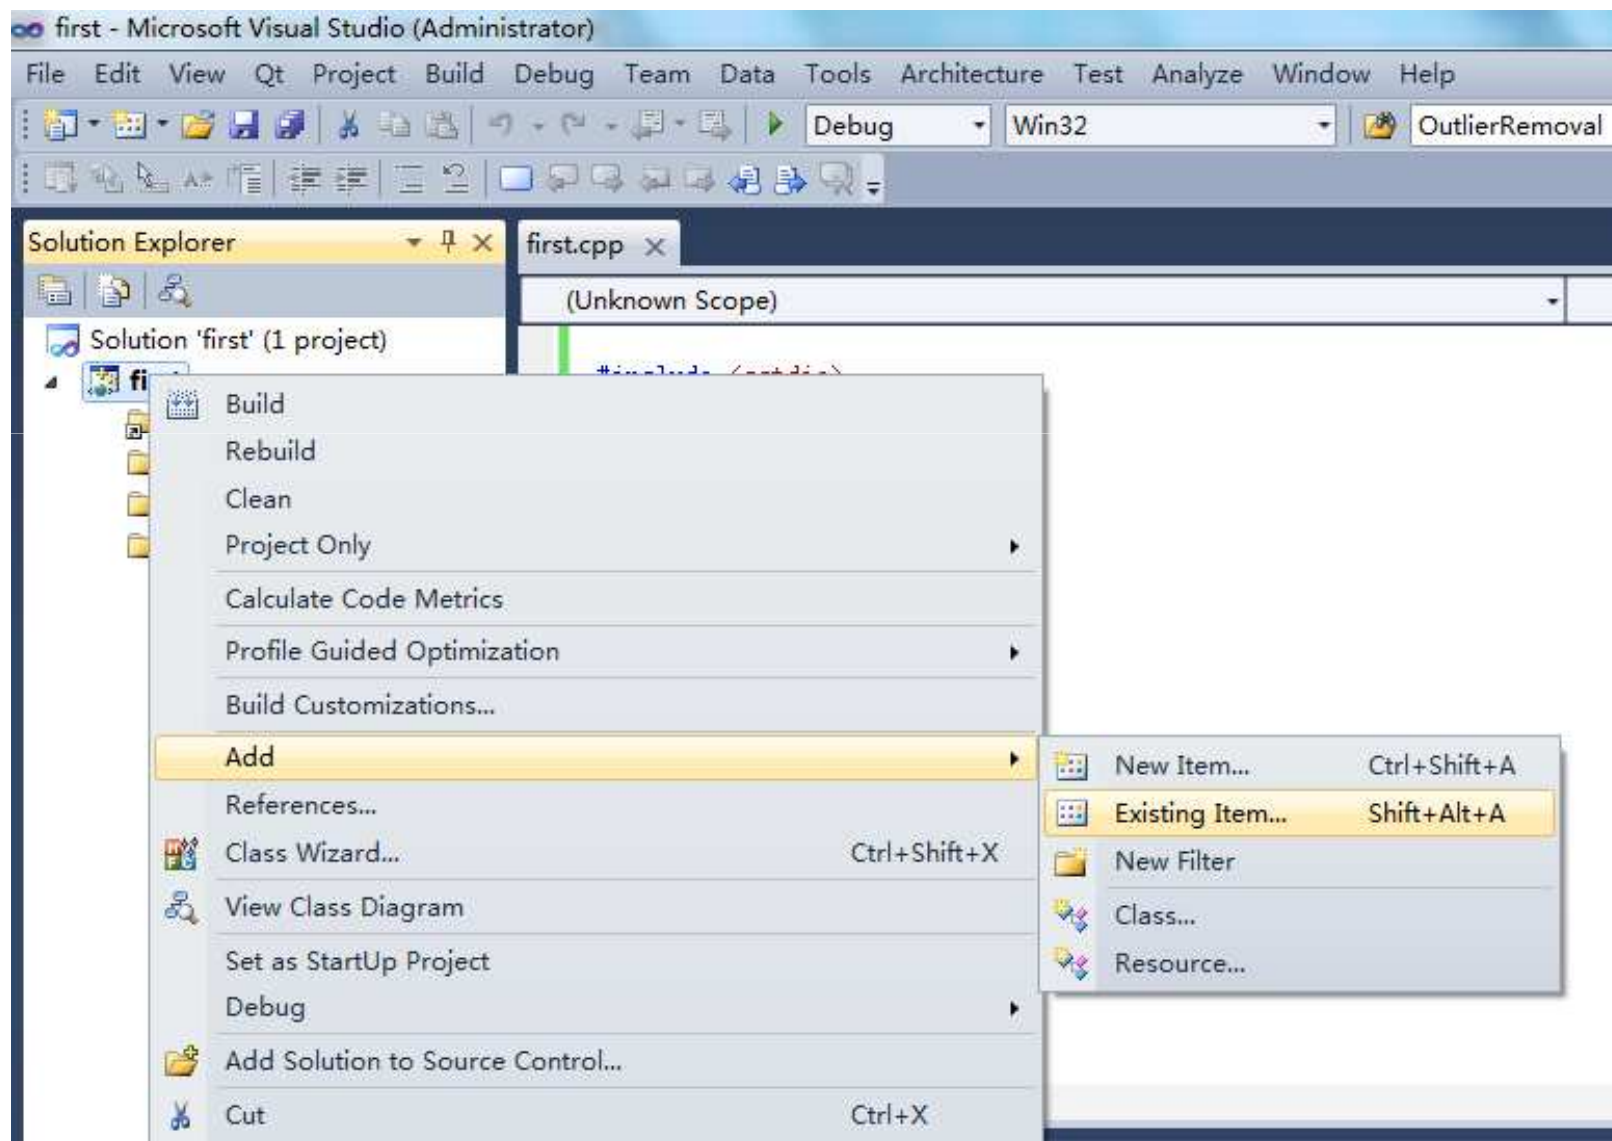 first - Microsoft Visual Studio (Administrator)
File Edit View Qt Project Build Debug Team Data Tools Architecture Test Analyze Window Help
Debug Win32 OutlierRemoval
Solution Explorer first.cpp
(Unknown Scope)
Solution 'first' (1 project)
Build
Rebuild
Clean
Project Only
Calculate Code Metrics
Profile Guided Optimization
Build Customizations...
Add
New Item... Ctrl+Shift+A
References...
Existing Item... Shift+Alt+A
Class Wizard... Ctrl+Shift+X
New Filter
View Class Diagram
Class...
Set as StartUp Project
Resource...
Debug
Add Solution to Source Control...
Cut Ctrl+X